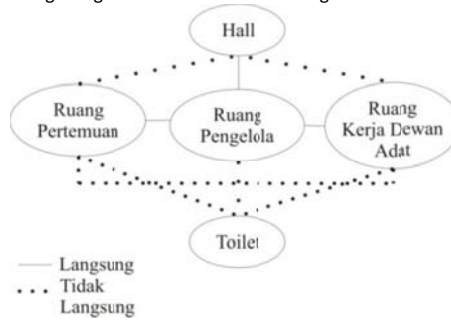 Hall
Ruang
Pertemuan
Ruang
Pengelola
Ruang
Kerja Dewan
Adat
Toilet
Langsung
Tidak
Langsung